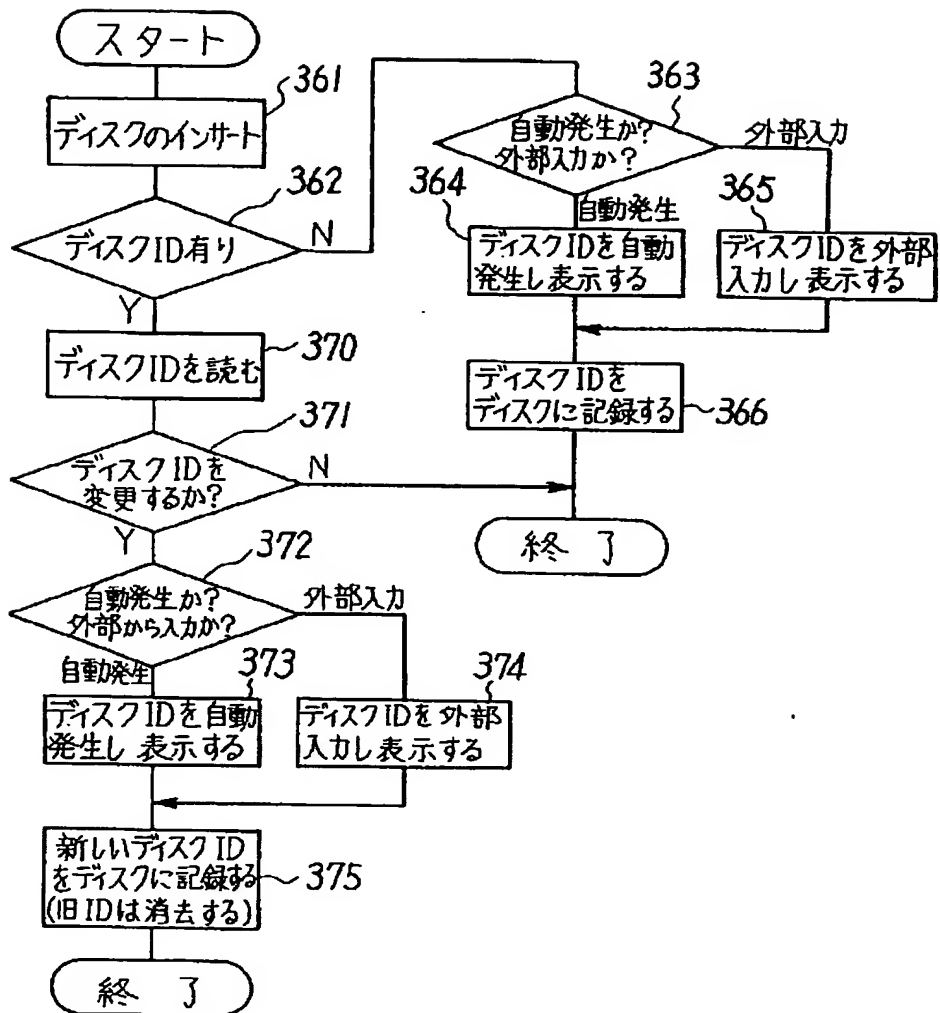 スタート
361
ディスクのインサート
362
ディスクID有り
N
Y
363
自動発生か?
外部入力か?
外部入力
自動発生
364
ディスクIDを自動
発生し表示する
365
ディスクIDを外部
入力し表示する
ディスクIDを
ディスクに記録する
366
終了
370
ディスクIDを読む
371
ディスクIDを
変更するか?
N
Y
372
自動発生か?
外部から入力か?
外部入力
自動発生
373
ディスクIDを自動
発生し表示する
374
ディスクIDを外部
入力し表示する
新しいディスクID
をディスクに記録する
(旧IDは消去する)
375
終了